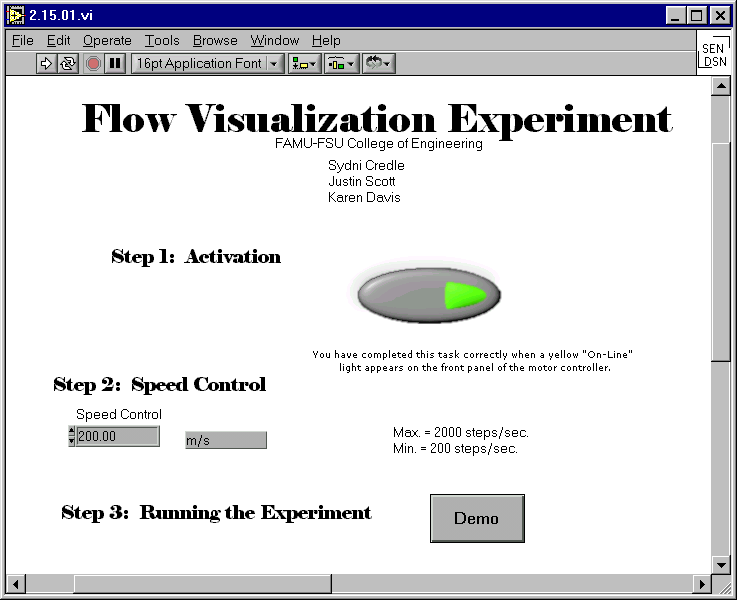 2.15.01.vi
File Edit Operate Tools Browse Window Help
SEN
DSN
16pt Application Font
Flow Visualization Experiment
FAMU-FSU College of Engineering
Sydni Credle
Justin Scott
Karen Davis
Step 1: Activation
You have completed this task correctly when a yellow "On-Line"
light appears on the front panel of the motor controller.
Step 2: Speed Control
Speed Control
200.00
m/s
Max. = 2000 steps/sec.
Min. = 200 steps/sec.
Step 3: Running the Experiment
Demo